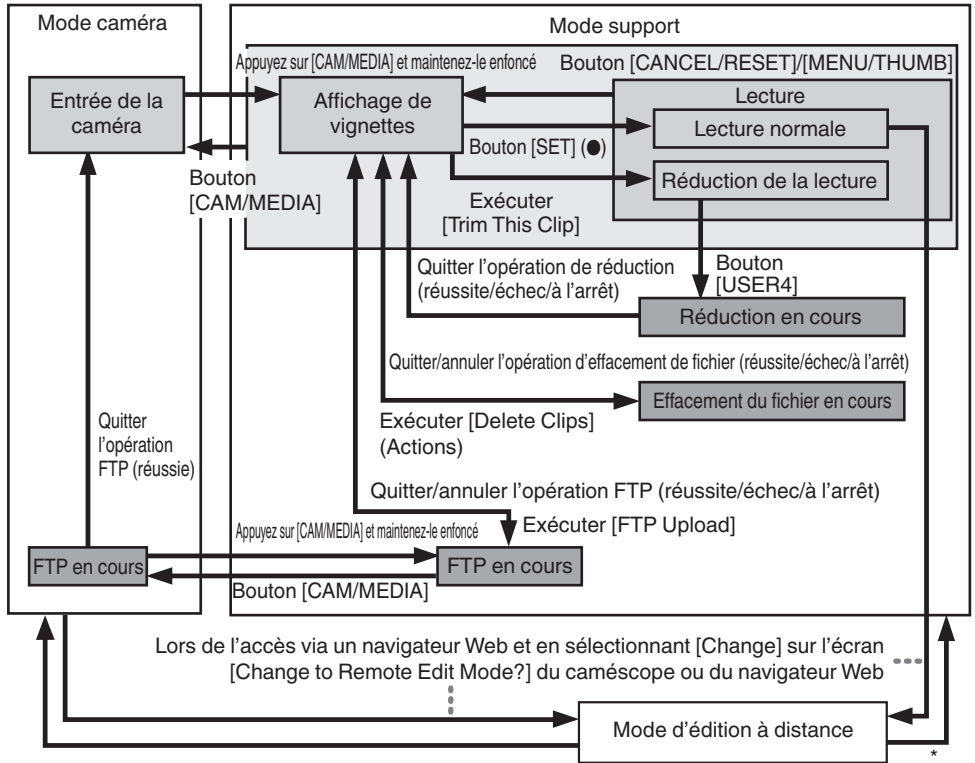 Mode caméra
Mode support
Appuyez sur [CAM/MEDIA] et maintenez-le enfoncé
Bouton [CANCEL/RESET]/[MENU/THUMB]
Entrée de la
caméra
Affichage de
vignettes
Lecture
Lecture normale
Bouton [SET] (●)
Réduction de la lecture
Bouton
[CAM/MEDIA]
Exécuter
[Trim This Clip]
Quitter l'opération de réduction
(réussite/échec/à l'arrêt)
Bouton
[USER4]
Réduction en cours
Quitter/annuler l'opération d'effacement de fichier (réussite/échec/à l'arrêt)
Effacement du fichier en cours
Exécuter [Delete Clips]
(Actions)
Quitter
l'opération
FTP (réussie)
Quitter/annuler l'opération FTP (réussite/échec/à l'arrêt)
Exécuter [FTP Upload]
Appuyez sur [CAM/MEDIA] et maintenez-le enfoncé
FTP en cours
FTP en cours
Bouton [CAM/MEDIA]
Lors de l'accès via un navigateur Web et en sélectionnant [Change] sur l'écran
[Change to Remote Edit Mode?] du caméscope ou du navigateur Web
Mode d'édition à distance
*